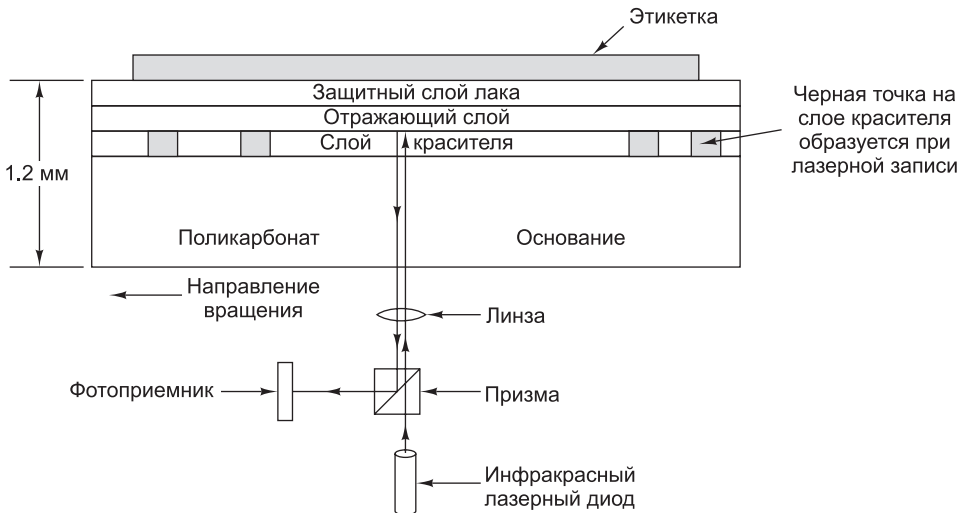 Этикетка
Защитный слой лака
Отражающий слой
Слой красителя
Черная точка на
слое красителя
образуется при
лазерной записи
1.2 мм
Поликарбонат
Основание
Направление
вращения
Линза
Фотоприемник
Призма
Инфракрасный
лазерный диод